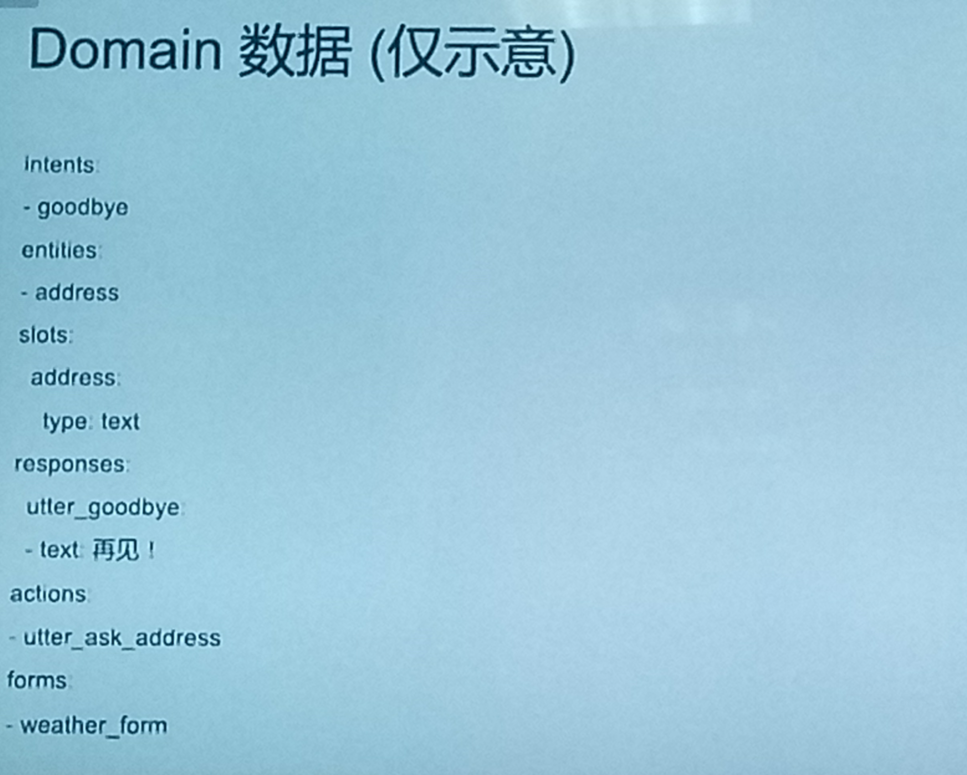 Domain 数据 (仅示意)
intents:
- goodbye
entities:
- address
slots:
address:
type: text
responses:
utter_goodbye:
- text: 再见！
actions:
- utter_ask_address
forms:
- weather_form